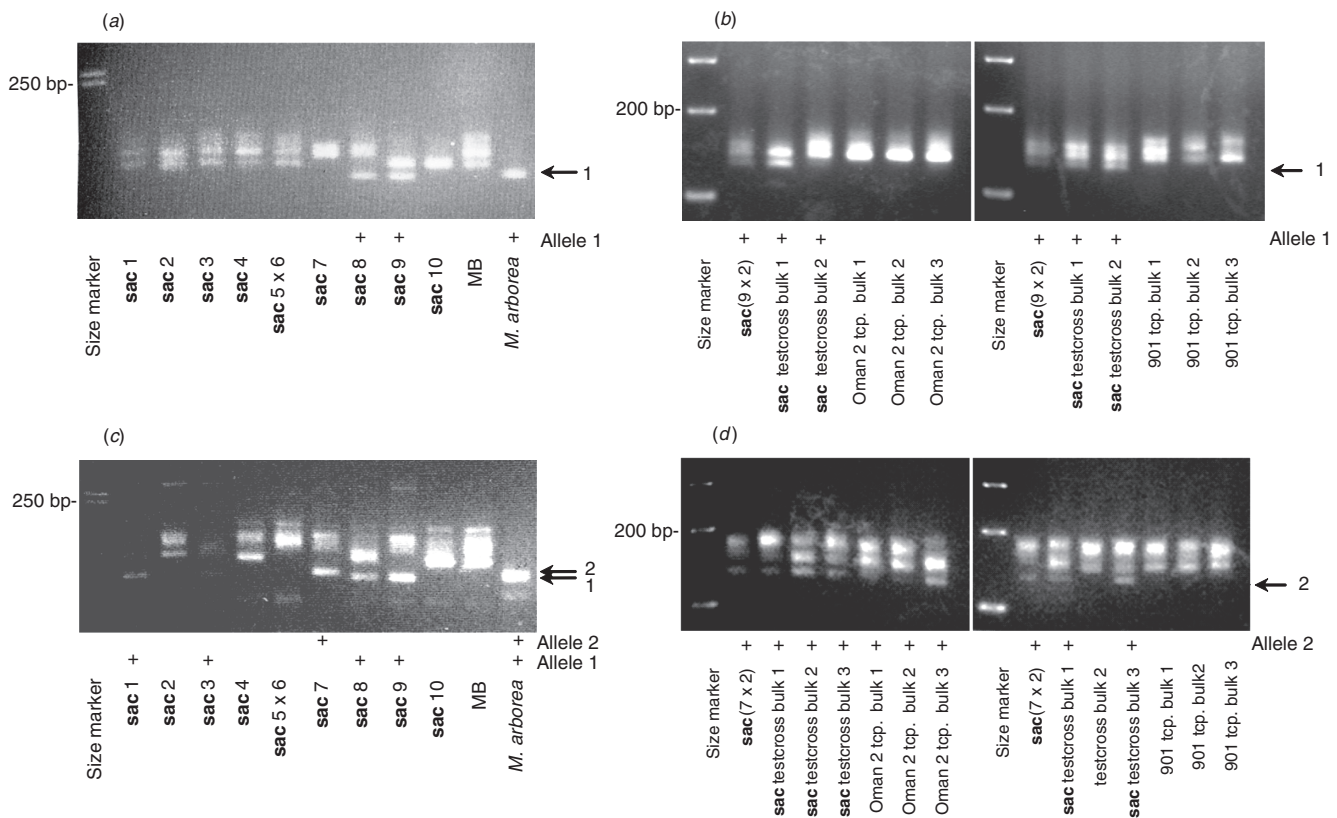 (a)
250 bp-
1
+ + + Allele 1
Size marker
sac 1
sac 2
sac 3
sac 4
sac 5 x 6
sac 7
sac 8
sac 9
sac 10
MB
M. arborea
(b)
200 bp-
1
+ + + + + + Allele 1
Size marker
sac(9 x 2)
sac testcross bulk 1
sac testcross bulk 2
Oman 2 tcp. bulk 1
Oman 2 tcp. bulk 2
Oman 2 tcp. bulk 3
Size marker
sac(9 x 2)
sac testcross bulk 1
sac testcross bulk 2
901 tcp. bulk 1
901 tcp. bulk 2
901 tcp. bulk 3
(c)
250 bp-
2
1
+ + Allele 2
+ + + + + Allele 1
Size marker
sac 1
sac 2
sac 3
sac 4
sac 5 x 6
sac 7
sac 8
sac 9
sac 10
MB
M. arborea
(d)
200 bp-
2
+ + + + + + + + + + Allele 2
Size marker
sac(7 x 2)
sac testcross bulk 1
sac testcross bulk 2
sac testcross bulk 3
Oman 2 tcp. bulk 1
Oman 2 tcp. bulk 2
Oman 2 tcp. bulk 3
Size marker
sac(7 x 2)
sac testcross bulk 1
testcross bulk 2
sac testcross bulk 3
901 tcp. bulk 1
901 tcp. bulk2
901 tcp. bulk 3